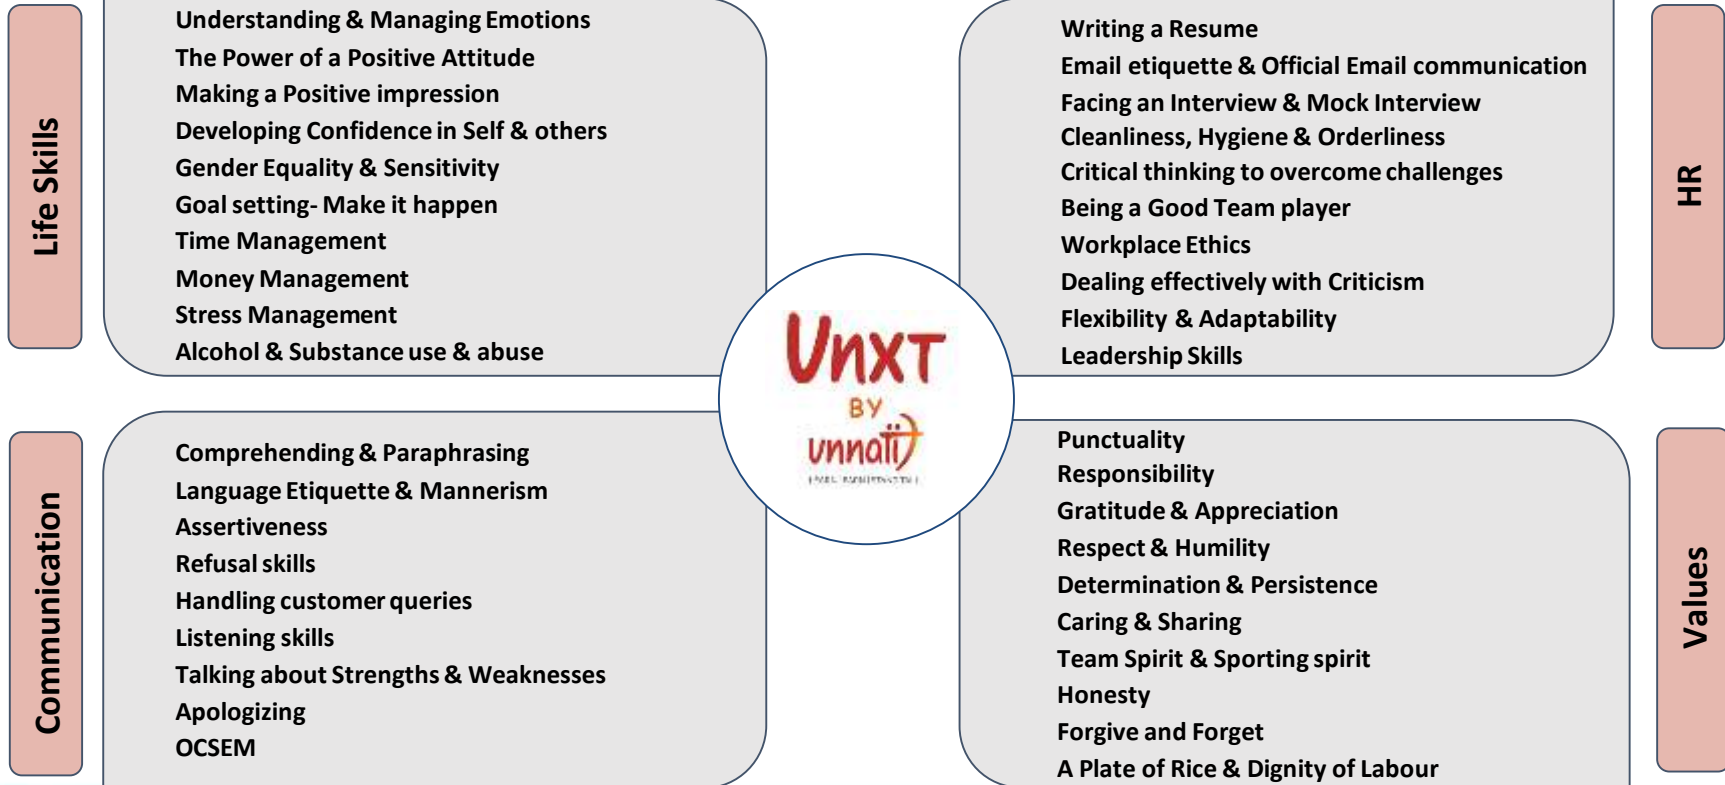 Life Skills
Understanding & Managing Emotions
The Power of a Positive Attitude
Making a Positive impression
Developing Confidence in Self & others
Gender Equality & Sensitivity
Goal setting- Make it happen
Time Management
Money Management
Stress Management
Alcohol & Substance use & abuse
HR
Writing a Resume
Email etiquette & Official Email communication
Facing an Interview & Mock Interview
Cleanliness, Hygiene & Orderliness
Critical thinking to overcome challenges
Being a Good Team player
Workplace Ethics
Dealing effectively with Criticism
Flexibility & Adaptability
Leadership Skills
UNXT
BY
unnati
Communication
Comprehending & Paraphrasing
Language Etiquette & Mannerism
Assertiveness
Refusal skills
Handling customer queries
Listening skills
Talking about Strengths & Weaknesses
Apologizing
OCSEM
Values
Punctuality
Responsibility
Gratitude & Appreciation
Respect & Humility
Determination & Persistence
Caring & Sharing
Team Spirit & Sporting spirit
Honesty
Forgive and Forget
A Plate of Rice & Dignity of Labour